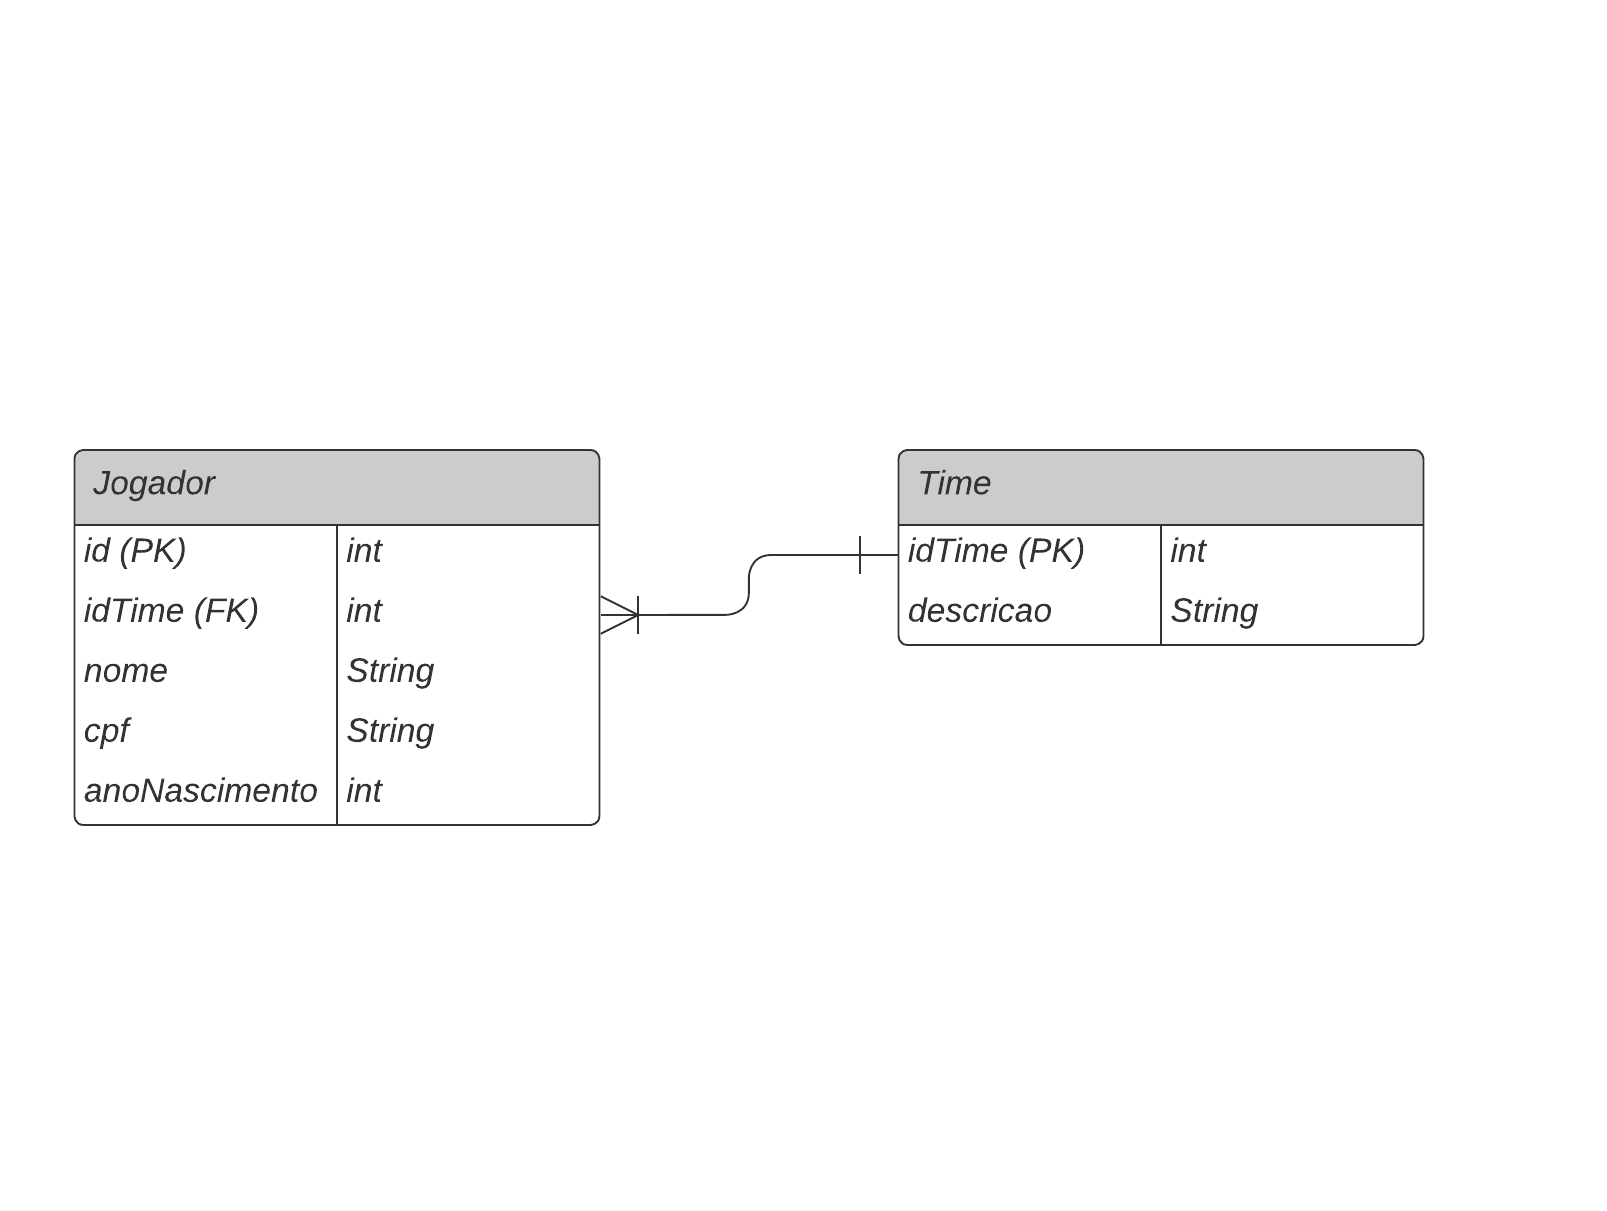 Jogador
id (PK) int
idTime (FK) int
nome String
cpf String
anoNascimento int
Time
idTime (PK) int
descricao String